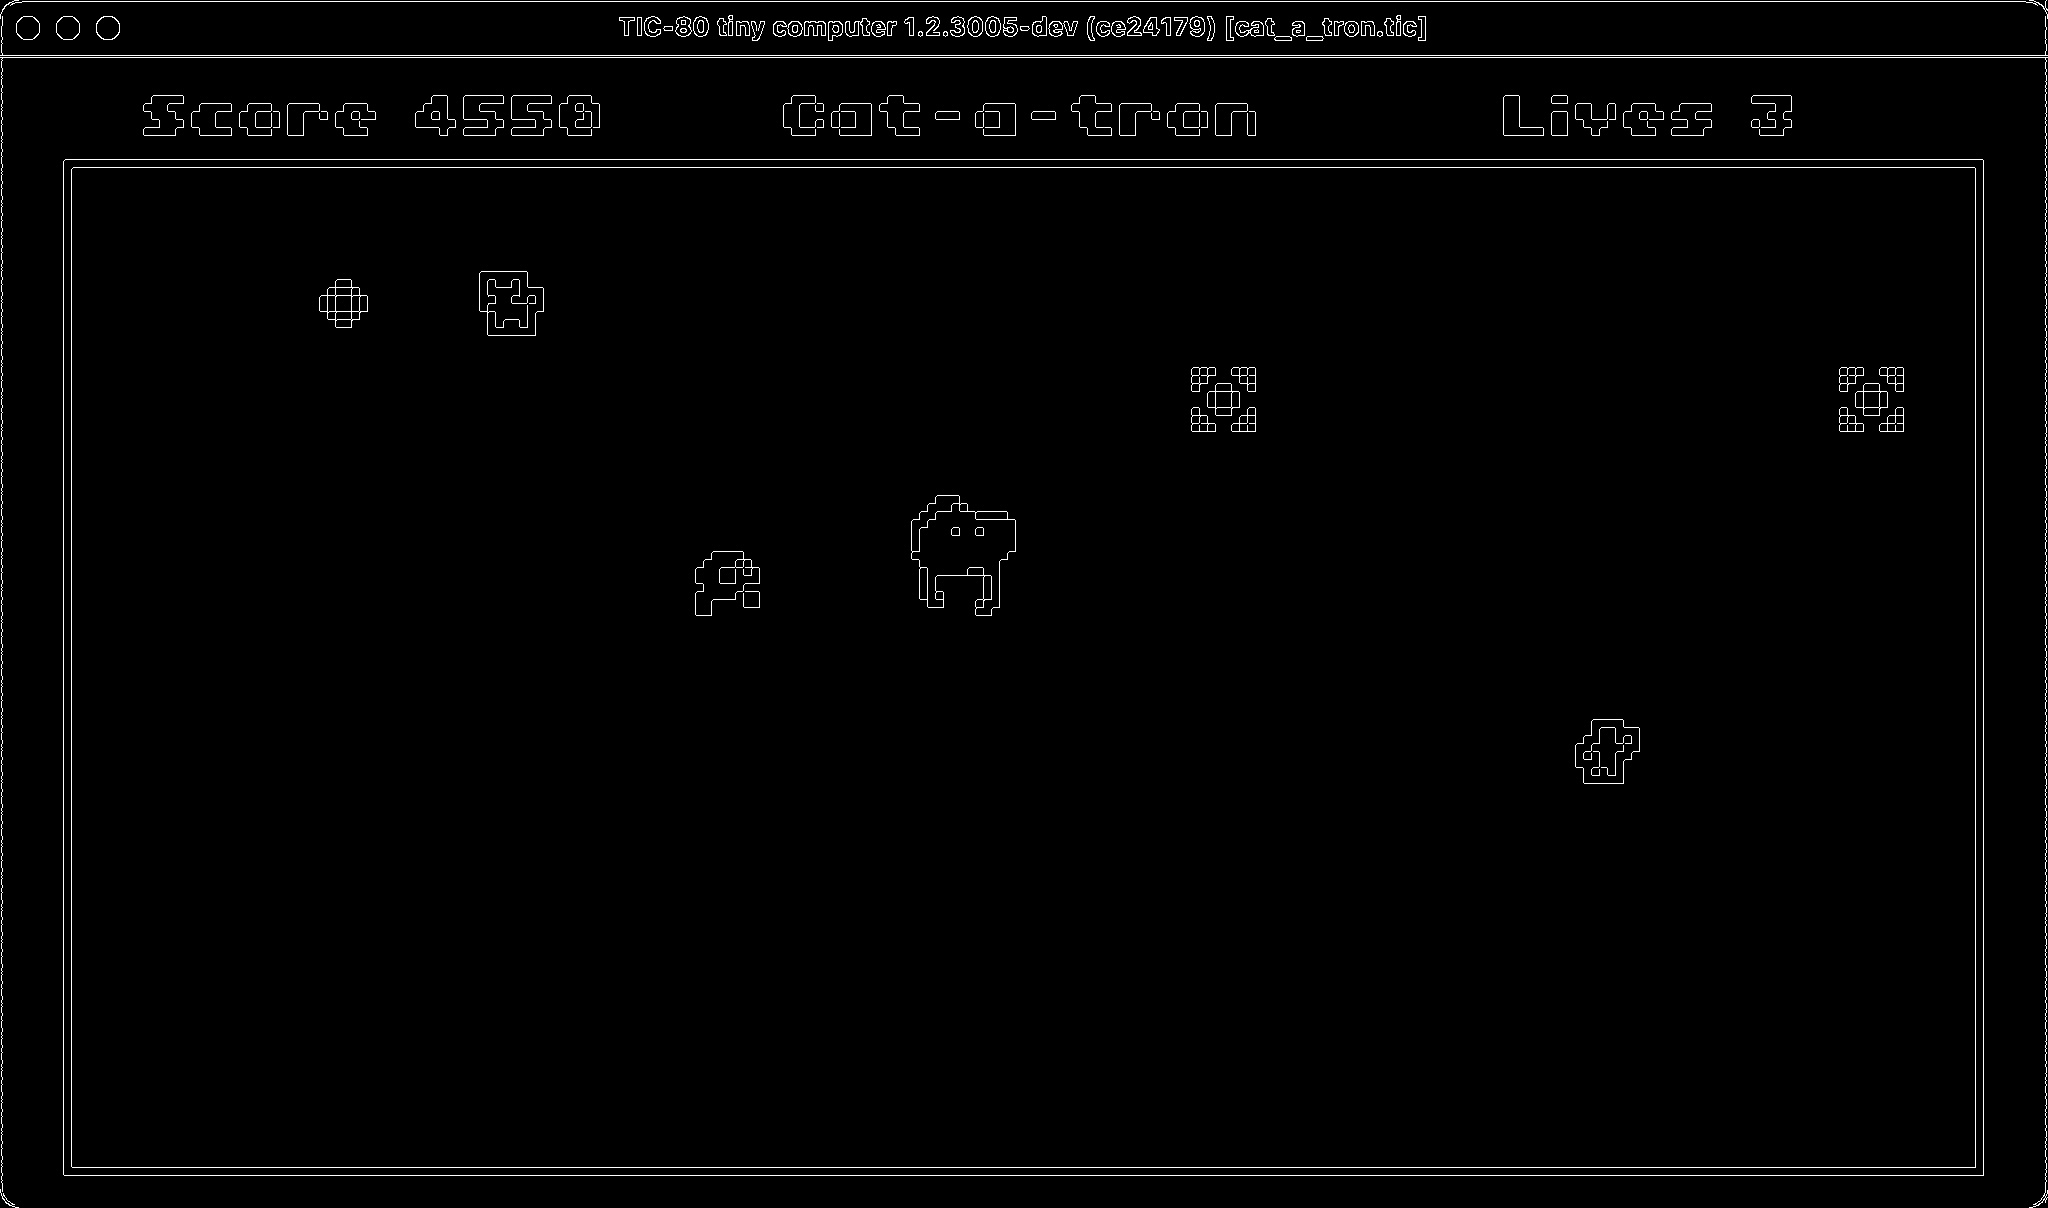 TIC-80 tiny computer 1.2.3005-dev (ce24179) [cat_a_tron.tic]
Score 4550 Cat-a-tron Lives 3